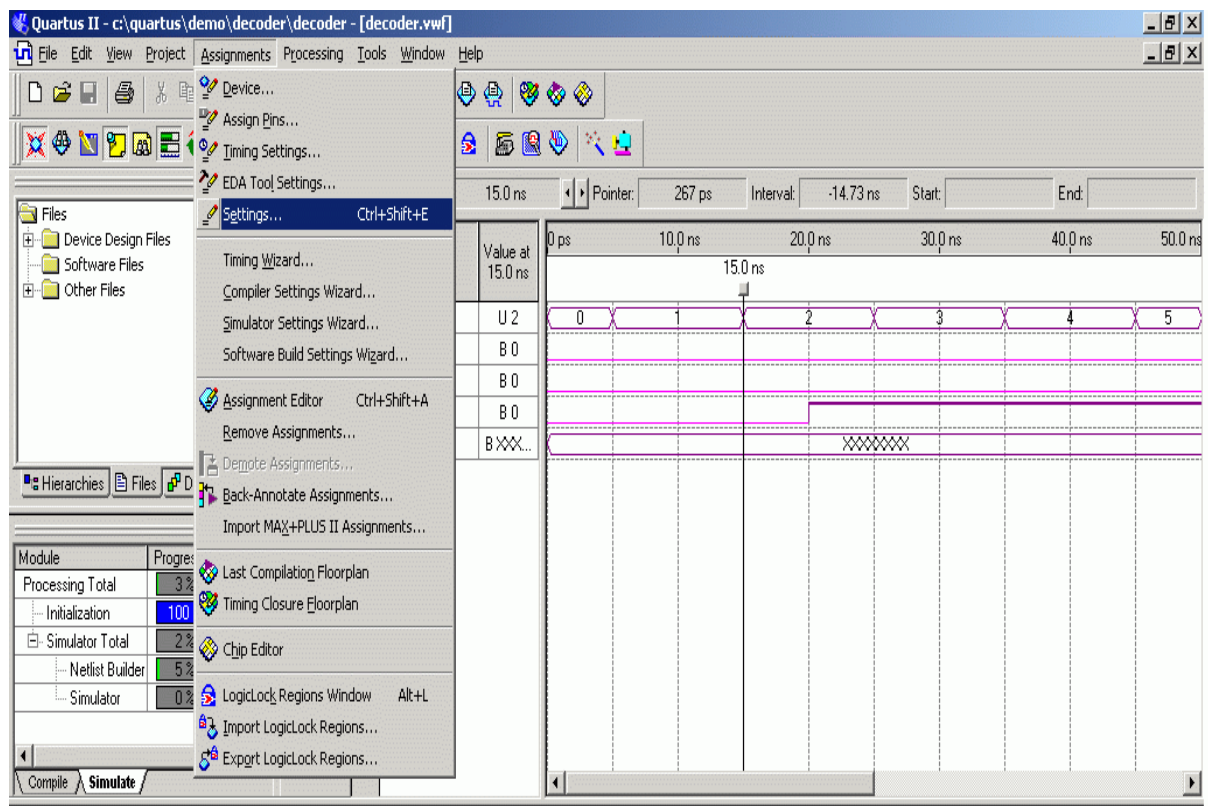 Quartus II - c:\quartus\demo\decoder\decoder - [decoder.vwf]
File Edit View Project Assignments Processing Tools Window Help
Device...
Assign Pins...
Timing Settings...
EDA Tool Settings...
Settings... Ctrl+Shift+E
Timing Wizard...
Compiler Settings Wizard...
Simulator Settings Wizard...
Software Build Settings Wizard...
Assignment Editor Ctrl+Shift+A
Remove Assignments...
Demote Assignments...
Back-Annotate Assignments...
Import MAX+PLUS II Assignments...
Last Compilation Floorplan
Timing Closure Floorplan
Chip Editor
LogicLock Regions Window Alt+L
Import LogicLock Regions...
Export LogicLock Regions...
15.0 ns Pointer: 267 ps Interval: -14.73 ns Start: End:
Files
Device Design Files
Software Files
Other Files
Hierarchies Files D
Value at
15.0 ns
0 ps 10.0 ns 20.0 ns 30.0 ns 40.0 ns 50.0 ns
15.0 ns
U 2 0 1 2 3 4 5
B 0
B 0
B 0
B XXX... XXXXXXXX
Module Progres
Processing Total 3 %
Initialization 100
Simulator Total 2 %
Netlist Builder 5 %
Simulator 0 %
Compile Simulate